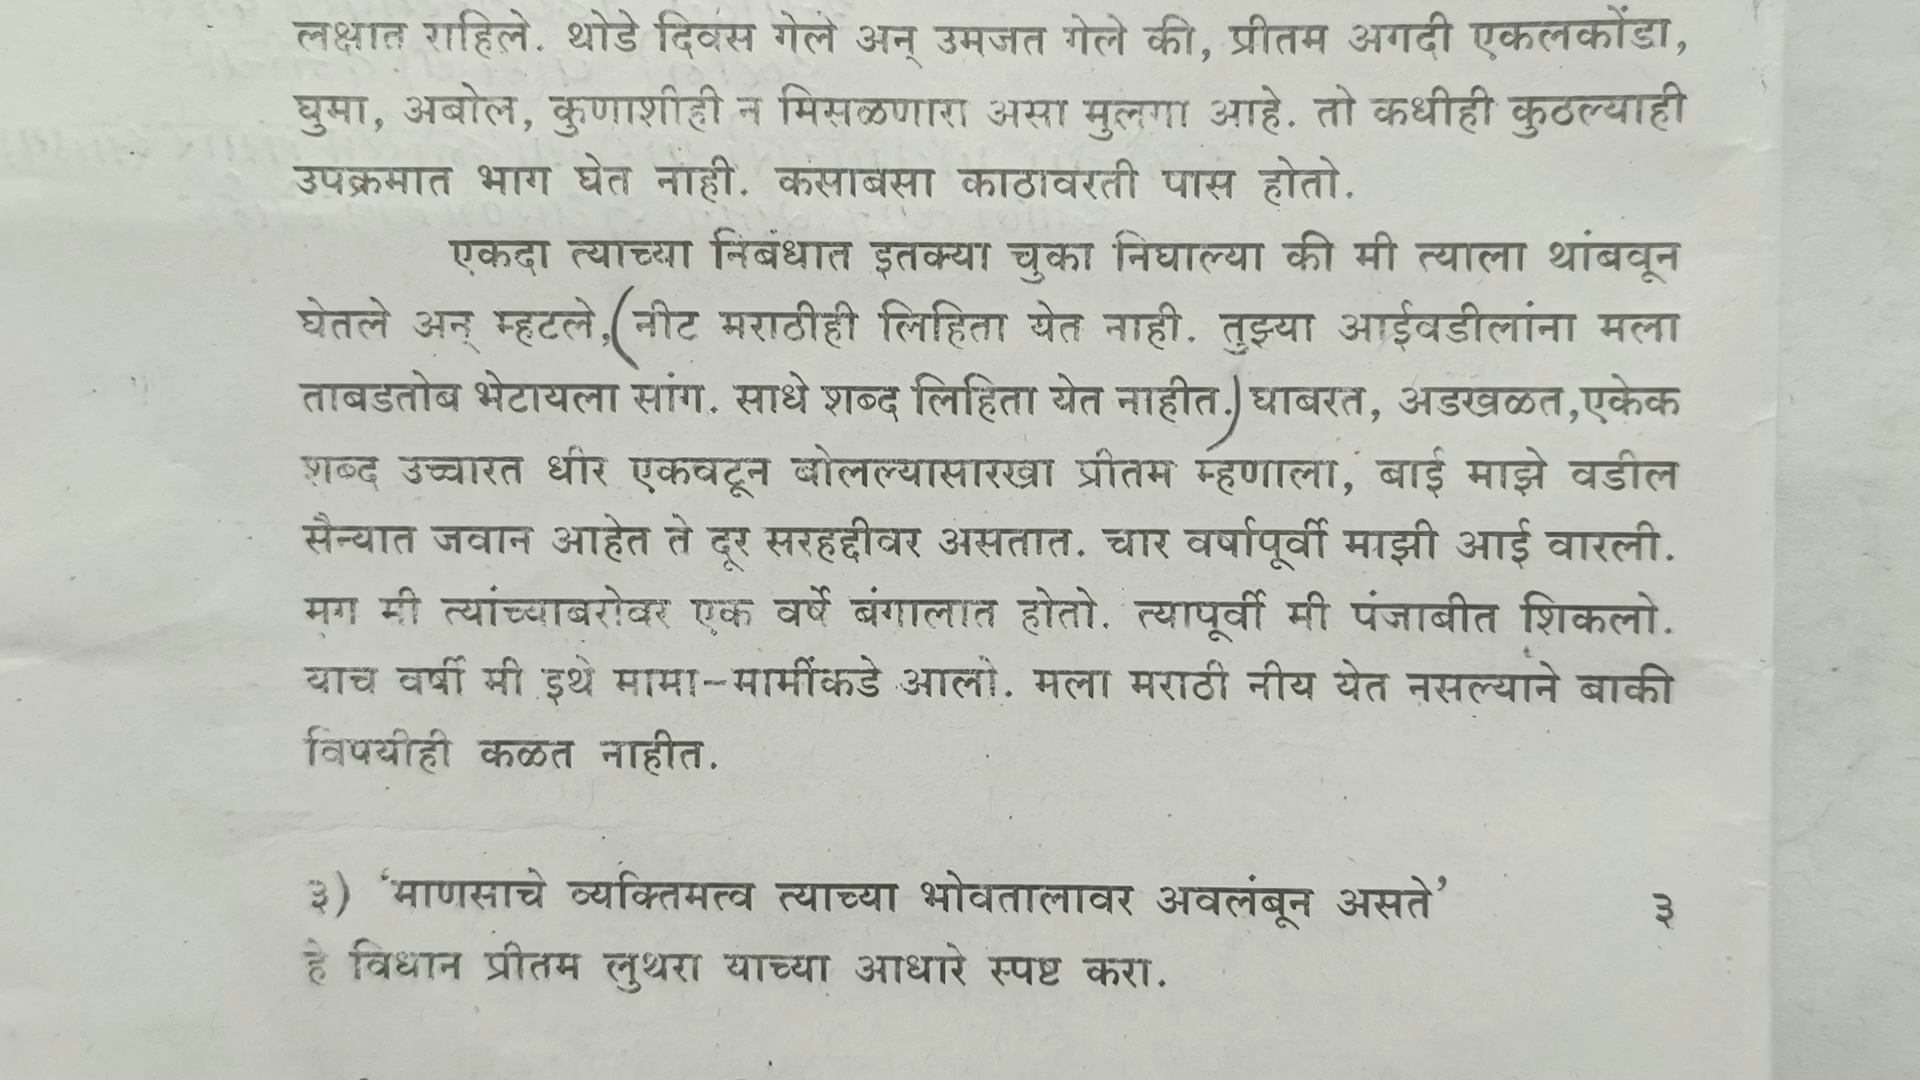 लक्षात राहिले. थोडे दिवस गेले अन् उमजत गेले की, प्रीतम अगदी एकलकोंडा,
घुमा, अबोल, कुणाशीही न मिसळणारा असा मुलगा आहे. तो कधीही कुठल्याही
उपक्रमात भाग घेत नाही. कसाबसा काठावरती पास होतो.
एकदा त्याच्या निबंधात इतक्या चुका निघाल्या की मी त्याला थांबवून
घेतले अन् म्हटले,(नीट मराठीही लिहिता येत नाही. तुझ्या आईवडीलांना मला
ताबडतोब भेटायला सांग. साधे शब्द लिहिता येत नाहीत.) घाबरत, अडखळत,एकेक
शब्द उच्चारत धीर एकवटून बोलल्यासारखा प्रीतम म्हणाला, बाई माझे वडील
सैन्यात जवान आहेत ते दूर सरहद्दीवर असतात. चार वर्षापूर्वी माझी आई वारली.
मग मी त्यांच्याबरोबर एक वर्षे बंगालात होतो. त्यापूर्वी मी पंजाबीत शिकलो.
याच वर्षी मी इथे मामा-मामींकडे आलो. मला मराठी नीय येत नसल्याने बाकी
विषयीही कळत नाहीत.
३) 'माणसाचे व्यक्तिमत्व त्याच्या भोवतालावर अवलंबून असते' ३
हे विधान प्रीतम लुथरा याच्या आधारे स्पष्ट करा.